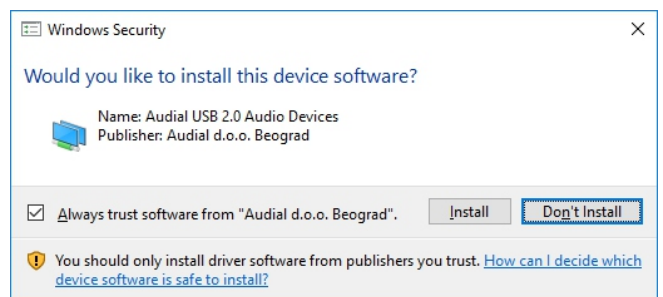 Windows Security
Would you like to install this device software?
Name: Audial USB 2.0 Audio Devices
Publisher: Audial d.o.o. Beograd
Always trust software from "Audial d.o.o. Beograd".
Install
Don't Install
You should only install driver software from publishers you trust. How can I decide which
device software is safe to install?